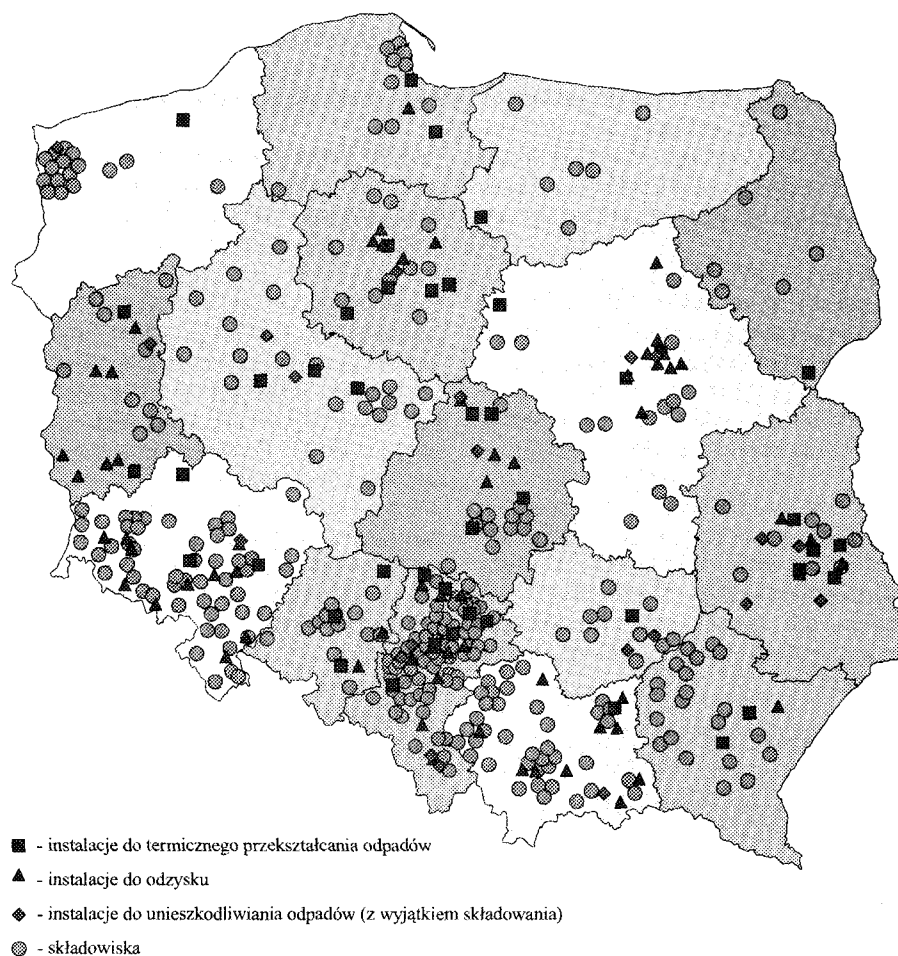 - instalacje do termicznego przekształcania odpadów
- instalacje do odzysku
- instalacje do unieszkodliwiania odpadów (z wyjątkiem składowania)
- składowiska